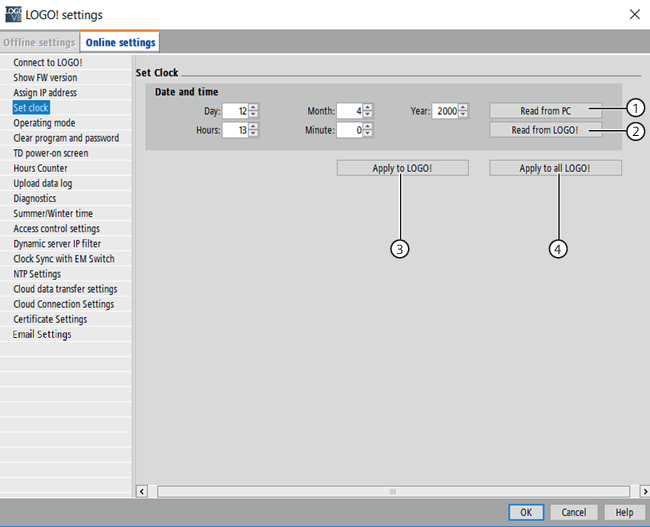 LOGO! settings
Offline settings
Online settings
Connect to LOGO!
Show FW version
Assign IP address
Set clock
Operating mode
Clear program and password
TD power-on screen
Hours Counter
Upload data log
Diagnostics
Summer/Winter time
Access control settings
Dynamic server IP filter
Clock Sync with EM Switch
NTP Settings
Cloud data transfer settings
Cloud Connection Settings
Certificate Settings
Email Settings
Set Clock
Date and time
Day: 12 Month: 4 Year: 2000 Read from PC 1
Hours: 13 Minute: 0 Read from LOGO! 2
Apply to LOGO! Apply to all LOGO!
3 4
OK Cancel Help